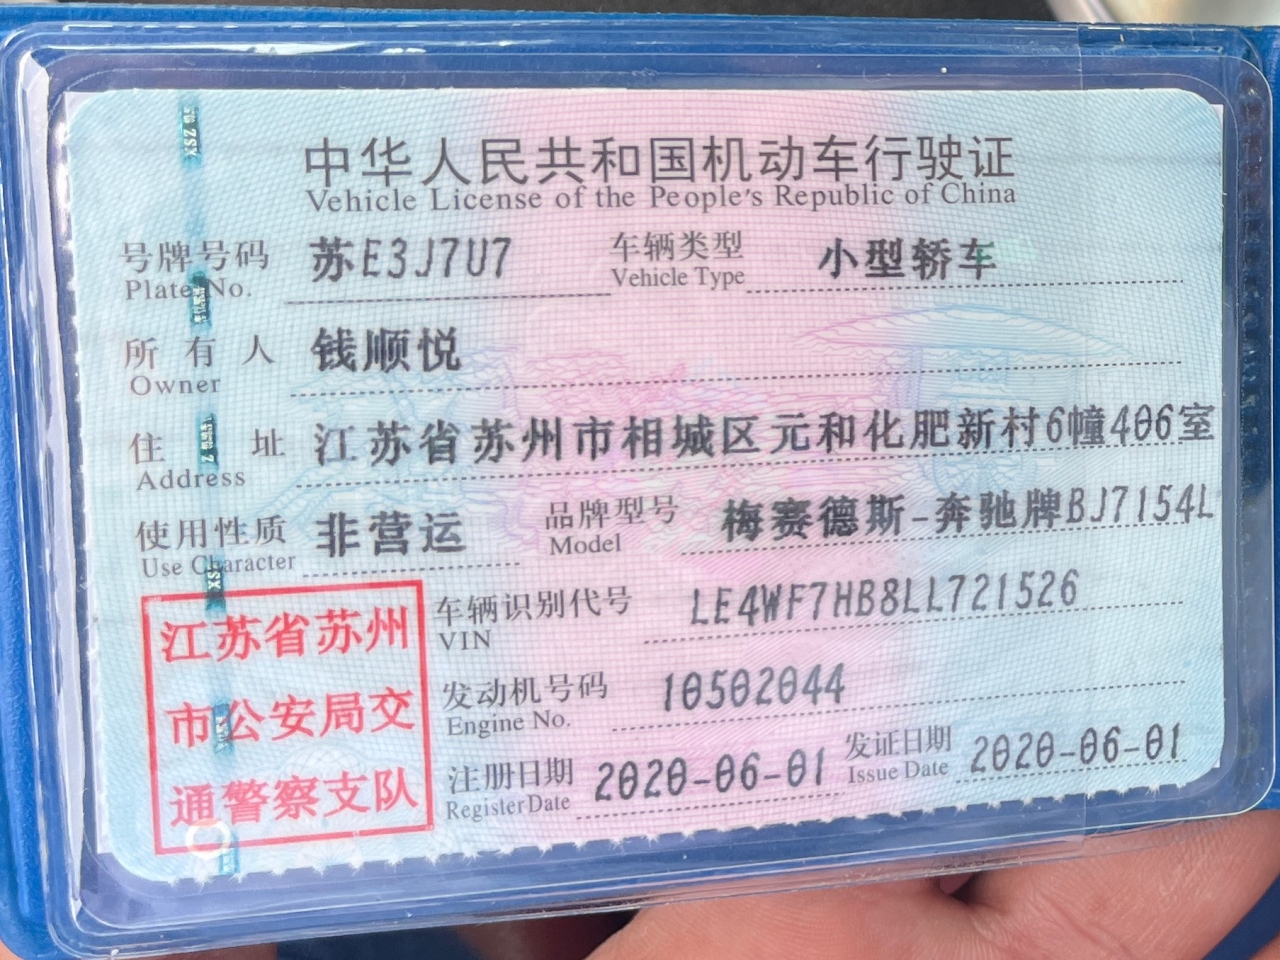 中华人民共和国机动车行驶证
Vehicle License of the People's Republic of China
号牌号码 苏E3J7U7 车辆类型 小型轿车
Plate No. Vehicle Type
所有人 钱顺悦
Owner
住址 江苏省苏州市相城区元和化肥新村6幢406室
Address
使用性质 非营运 品牌型号 梅赛德斯-奔驰牌BJ7154L
Use Character Model
江苏省苏州
市公安局交
通警察支队
车辆识别代号 LE4WF7HB8LL721526
VIN
发动机号码 10502044
Engine No.
注册日期 2020-06-01 发证日期 2020-06-01
Register Date Issue Date